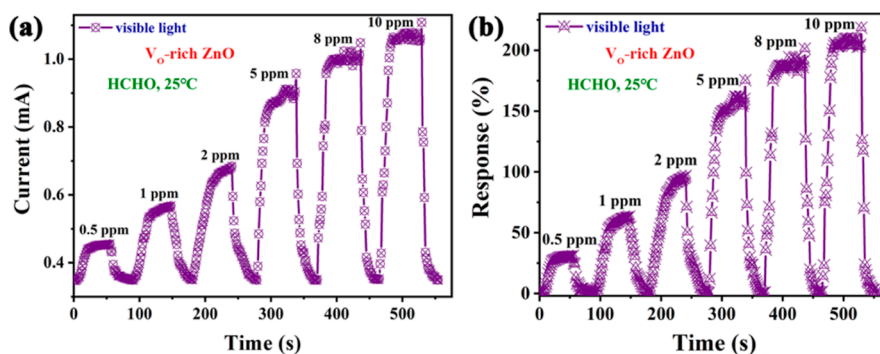 (a)
visible light
V_O-rich ZnO
HCHO, 25℃
0.5 ppm
1 ppm
2 ppm
5 ppm
8 ppm
10 ppm
Current (mA)
1.0
0.8
0.6
0.4
0 100 200 300 400 500
Time (s)
(b)
visible light
V_O-rich ZnO
HCHO, 25℃
0.5 ppm
1 ppm
2 ppm
5 ppm
8 ppm
10 ppm
Response (%)
200
150
100
50
0
0 100 200 300 400 500
Time (s)